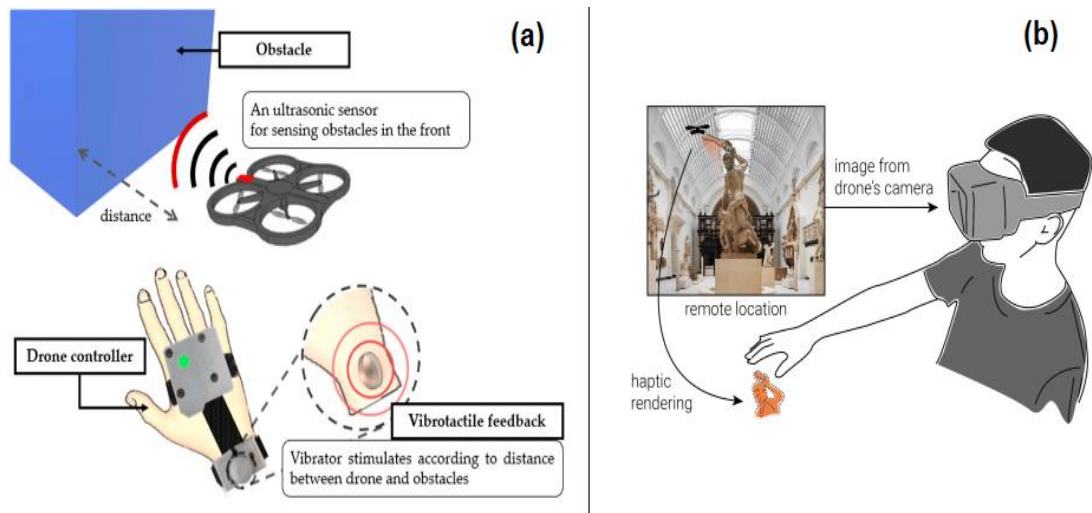 (a)
Obstacle
An ultrasonic sensor
for sensing obstacles in the front
distance
Drone controller
Vibrotactile feedback
Vibrator stimulates according to distance
between drone and obstacles
(b)
image from
drone's camera
remote location
haptic
rendering